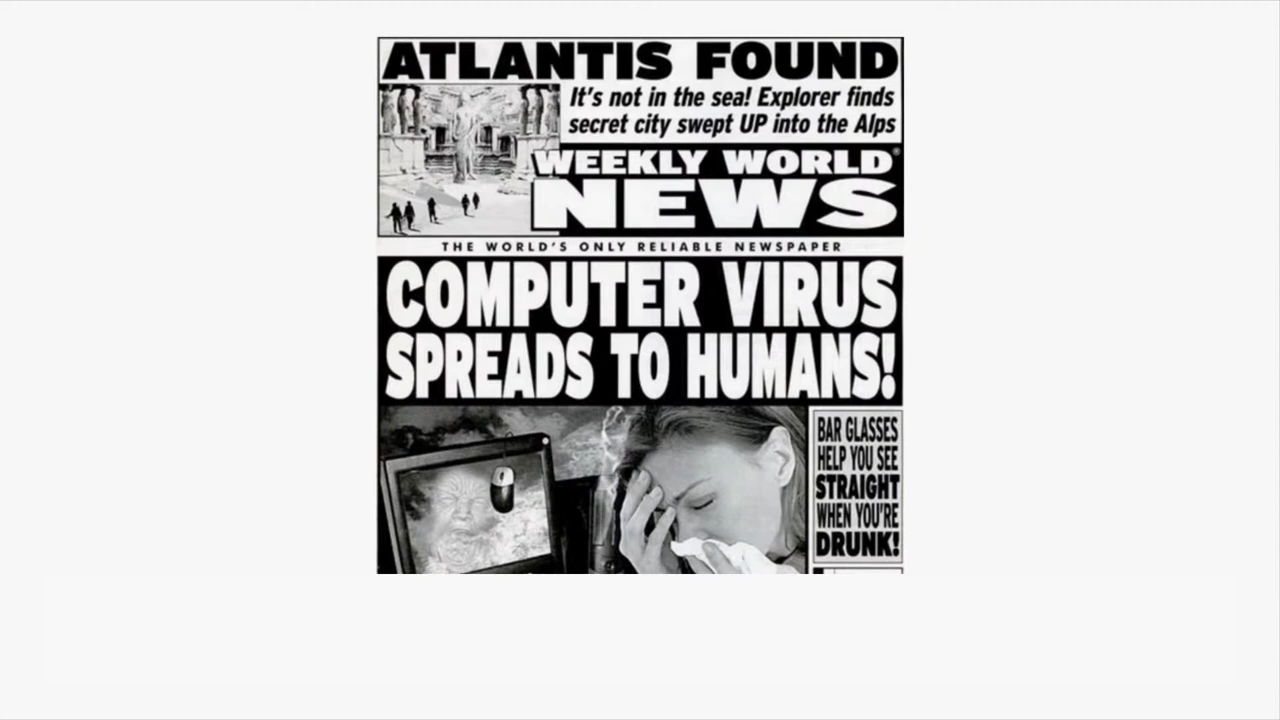 ATLANTIS FOUND
It's not in the sea! Explorer finds
secret city swept UP into the Alps
WEEKLY WORLD
NEWS®
THE WORLD'S ONLY RELIABLE NEWSPAPER
COMPUTER VIRUS
SPREADS TO HUMANS!
BAR GLASSES
HELP YOU SEE
STRAIGHT
WHEN YOU'RE
DRUNK!